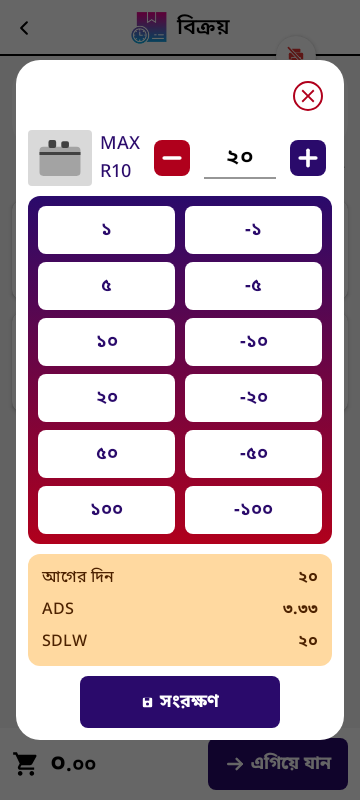 বিক্রয়
MAX
R10
২০
১ -১
৫ -৫
১০ -১০
২০ -২০
৫০ -৫০
১০০ -১০০
আগের দিন ২০
ADS ৩.৩৩
SDLW ২০
সংরক্ষণ
০.০০ এগিয়ে যান